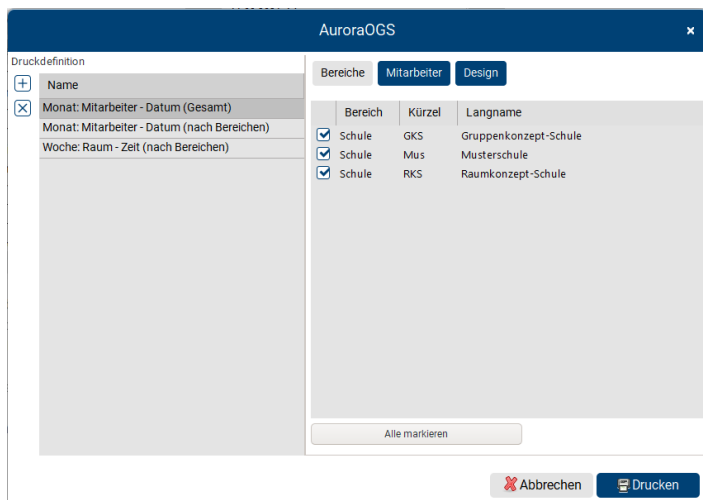 AuroraOGS
Druckdefinition
Name
Monat: Mitarbeiter - Datum (Gesamt)
Monat: Mitarbeiter - Datum (nach Bereichen)
Woche: Raum - Zeit (nach Bereichen)
Bereiche Mitarbeiter Design
Bereich Kürzel Langname
Schule GKS Gruppenkonzept-Schule
Schule Mus Musterschule
Schule RKS Raumkonzept-Schule
Alle markieren
Abbrechen Drucken